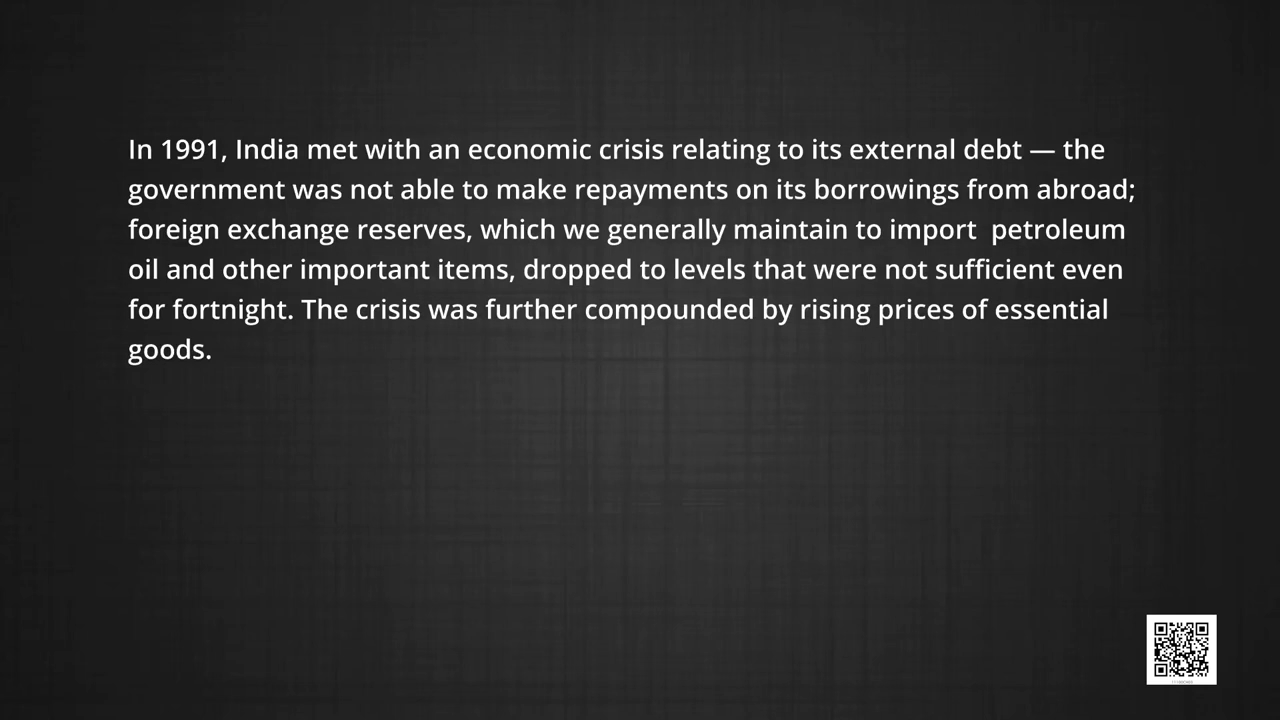 In 1991, India met with an economic crisis relating to its external debt — the
government was not able to make repayments on its borrowings from abroad;
foreign exchange reserves, which we generally maintain to import  petroleum
oil and other important items, dropped to levels that were not sufficient even
for fortnight. The crisis was further compounded by rising prices of essential
goods.